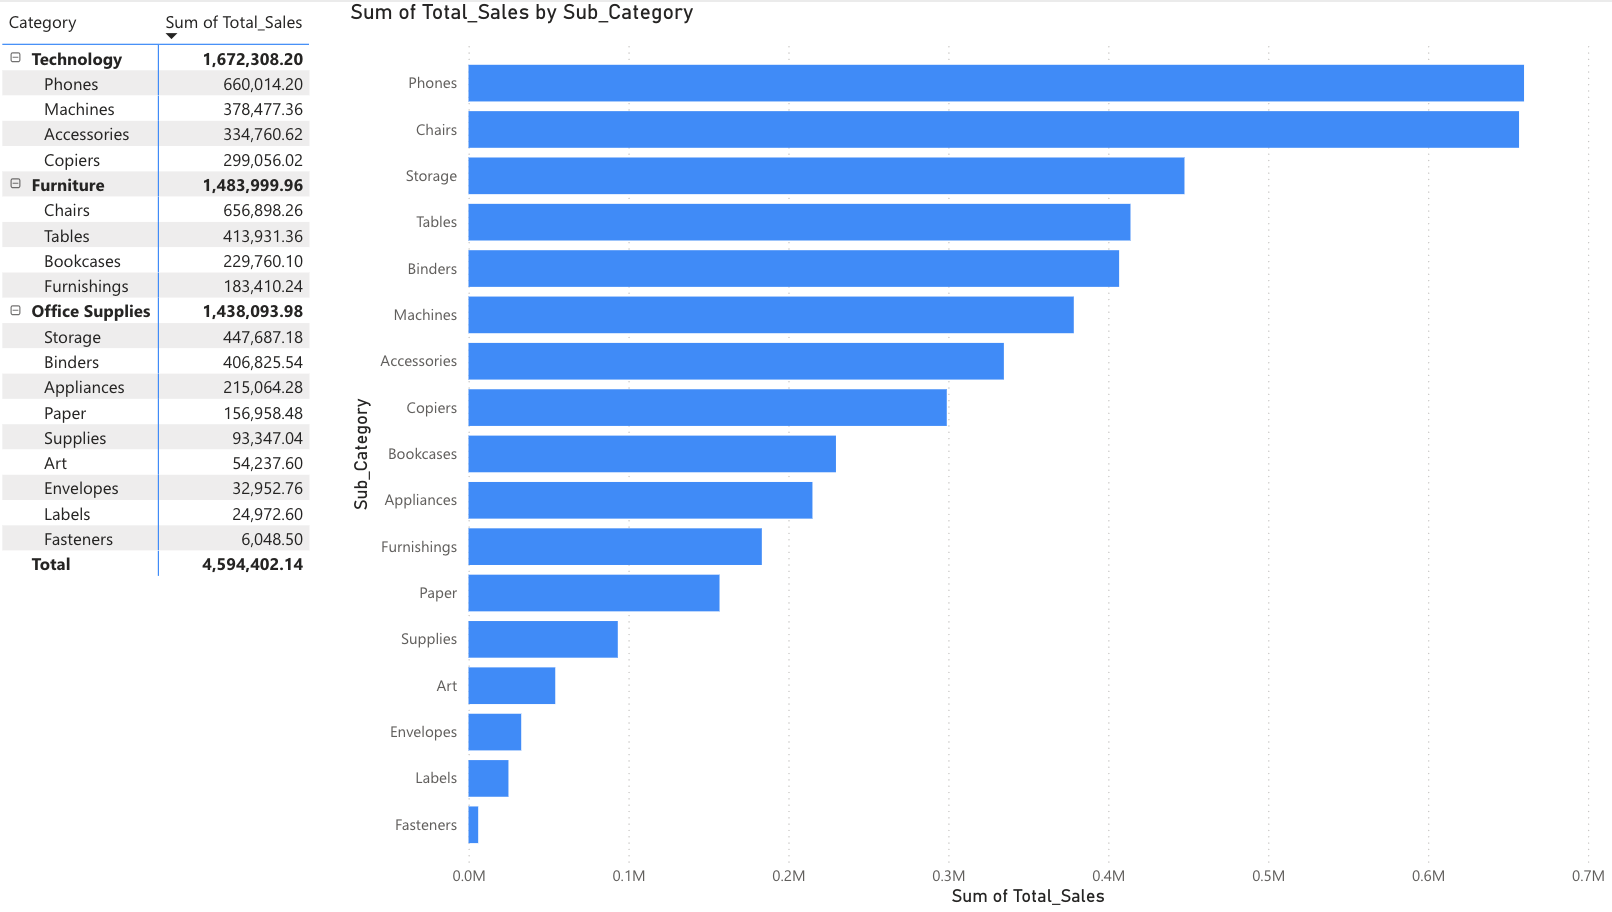 Category Sum of Total_Sales
Technology 1,672,308.20
Phones 660,014.20
Machines 378,477.36
Accessories 334,760.62
Copiers 299,056.02
Furniture 1,483,999.96
Chairs 656,898.26
Tables 413,931.36
Bookcases 229,760.10
Furnishings 183,410.24
Office Supplies 1,438,093.98
Storage 447,687.18
Binders 406,825.54
Appliances 215,064.28
Paper 156,958.48
Supplies 93,347.04
Art 54,237.60
Envelopes 32,952.76
Labels 24,972.60
Fasteners 6,048.50
Total 4,594,402.14
Sum of Total_Sales by Sub_Category
Sub_Category
Phones
Chairs
Storage
Tables
Binders
Machines
Accessories
Copiers
Bookcases
Appliances
Furnishings
Paper
Supplies
Art
Envelopes
Labels
Fasteners
0.0M 0.1M 0.2M 0.3M 0.4M 0.5M 0.6M 0.7M
Sum of Total_Sales